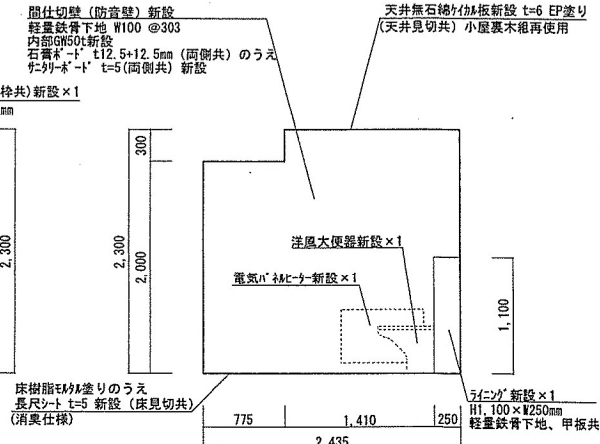 間仕切壁（防音壁）新設
軽量鉄骨下地 W100 @303
内部GW50t新設
石膏ﾎﾞｰﾄﾞ t12.5+12.5mm（両側共）のうえ
ｻﾆﾀﾘｰﾎﾞｰﾄﾞ t=5(両側共）新設
天井無石綿ｹｲｶﾙ板新設 t=6 EP塗り
(天井見切共) 小屋裏木組再使用
枠共)新設×1
mm
300
2,300
2,300
2,000
洋風大便器新設×1
電気ﾊﾟﾈﾙﾋｰﾀｰ新設×1
1,100
床樹脂ﾓﾙﾀﾙ塗りのうえ
長尺ｼｰﾄ t=5 新設（床見切共）
(消臭仕様)
ﾗｲﾆﾝｸﾞ新設×1
H1,100×W250mm
軽量鉄骨下地、甲板共
775
1,410
250
2,435